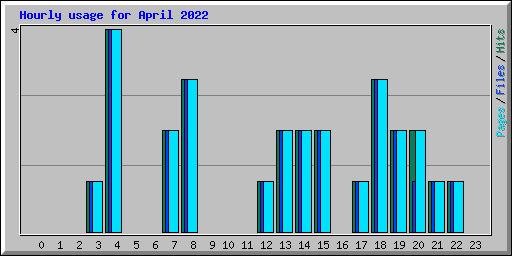 Hourly usage for April 2022
4
Pages/Files/Hits
0 1 2 3 4 5 6 7 8 9 10 11 12 13 14 15 16 17 18 19 20 21 22 23